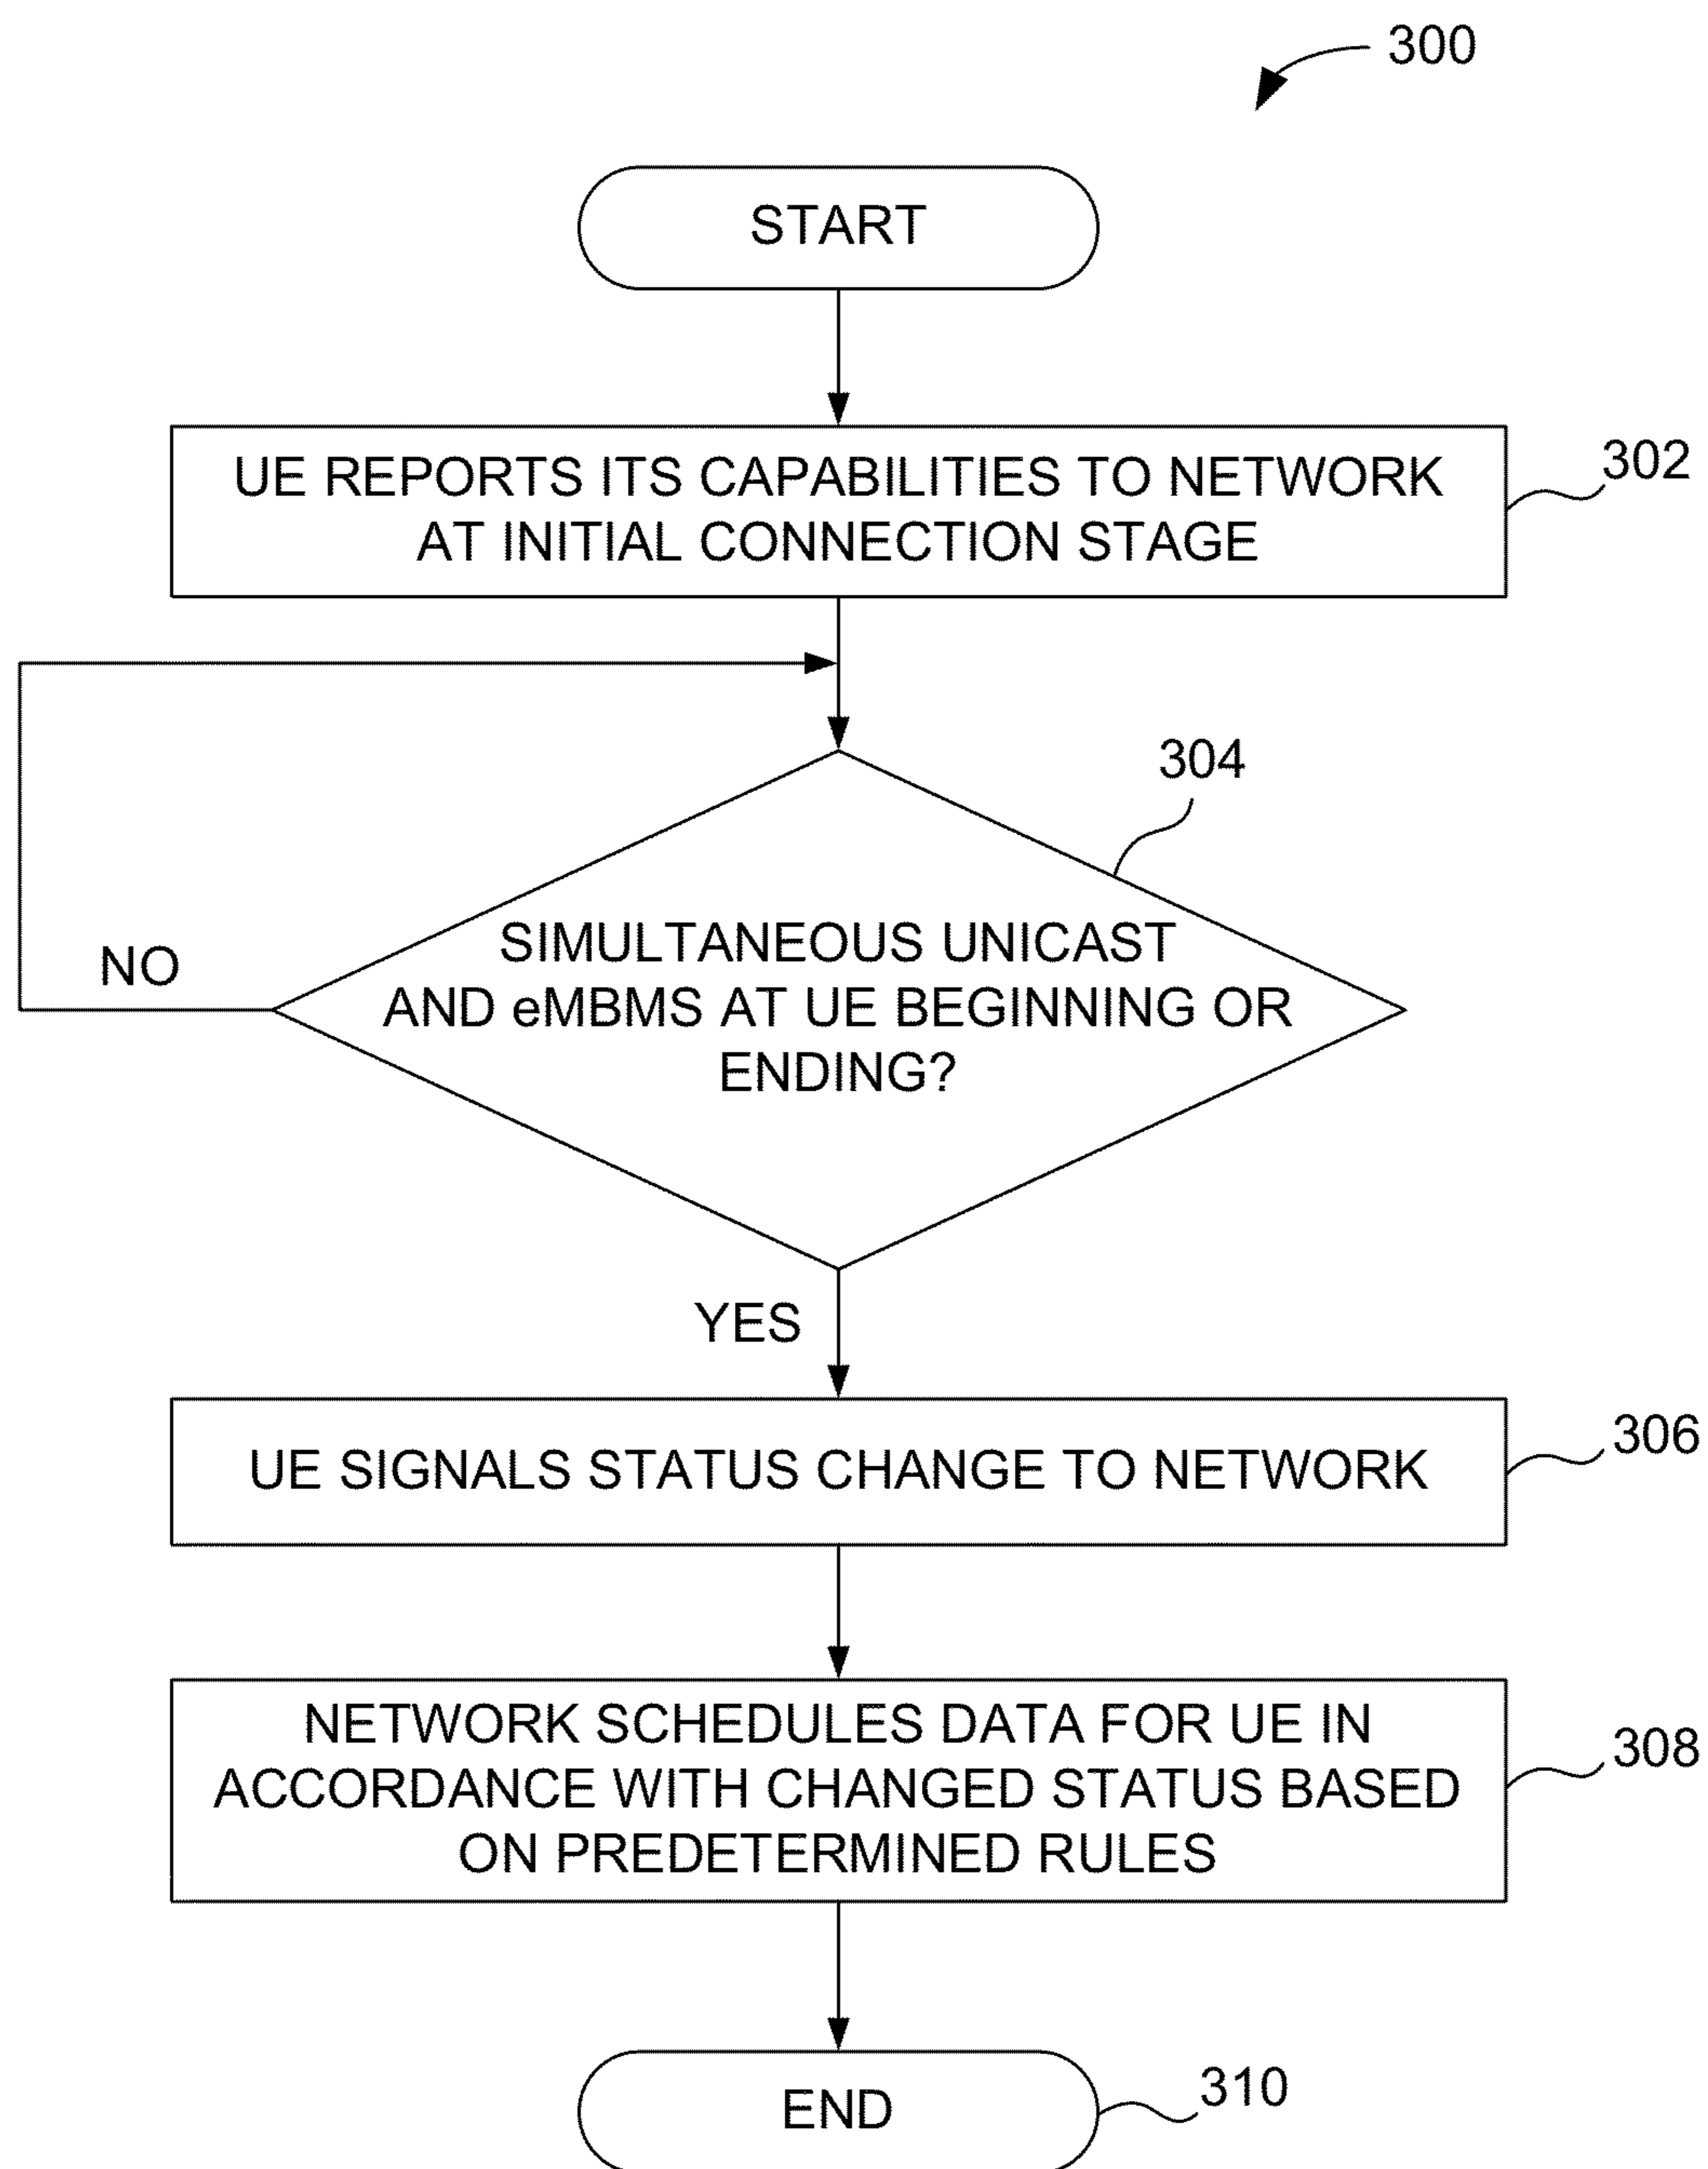 300
START
UE REPORTS ITS CAPABILITIES TO NETWORK
AT INITIAL CONNECTION STAGE
302
304
SIMULTANEOUS UNICAST
AND eMBMS AT UE BEGINNING OR
ENDING?
NO
YES
UE SIGNALS STATUS CHANGE TO NETWORK
306
NETWORK SCHEDULES DATA FOR UE IN
ACCORDANCE WITH CHANGED STATUS BASED
ON PREDETERMINED RULES
308
END
310